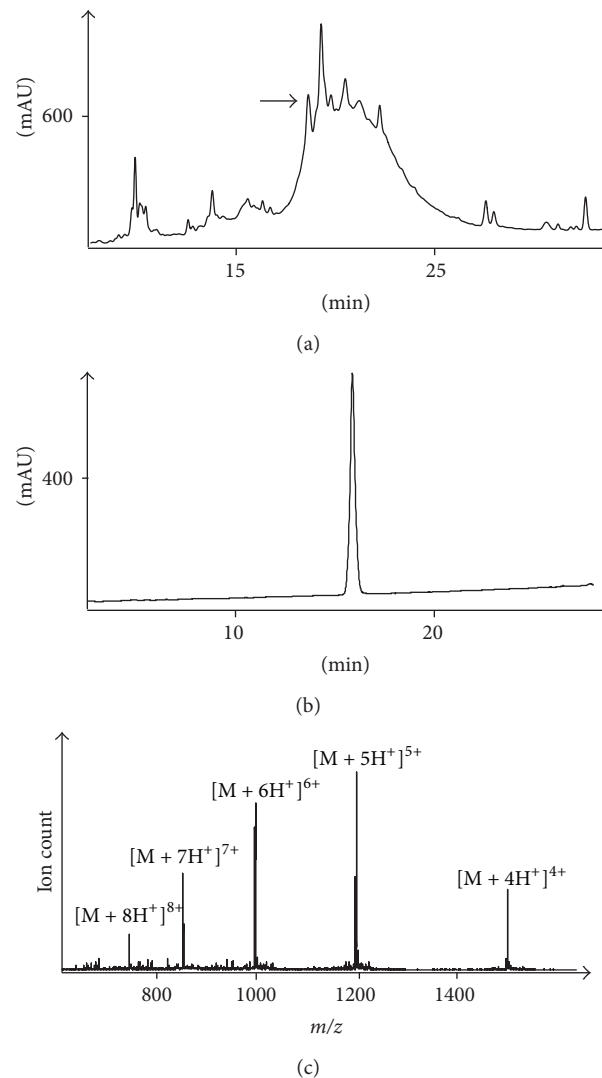 (mAU)
600
15
25
(min)
(a)
(mAU)
400
10
20
(min)
(b)
Ion count
[M + 8H⁺]⁸⁺
[M + 7H⁺]⁷⁺
[M + 6H⁺]⁶⁺
[M + 5H⁺]⁵⁺
[M + 4H⁺]⁴⁺
800
1000
1200
1400
m/z
(c)